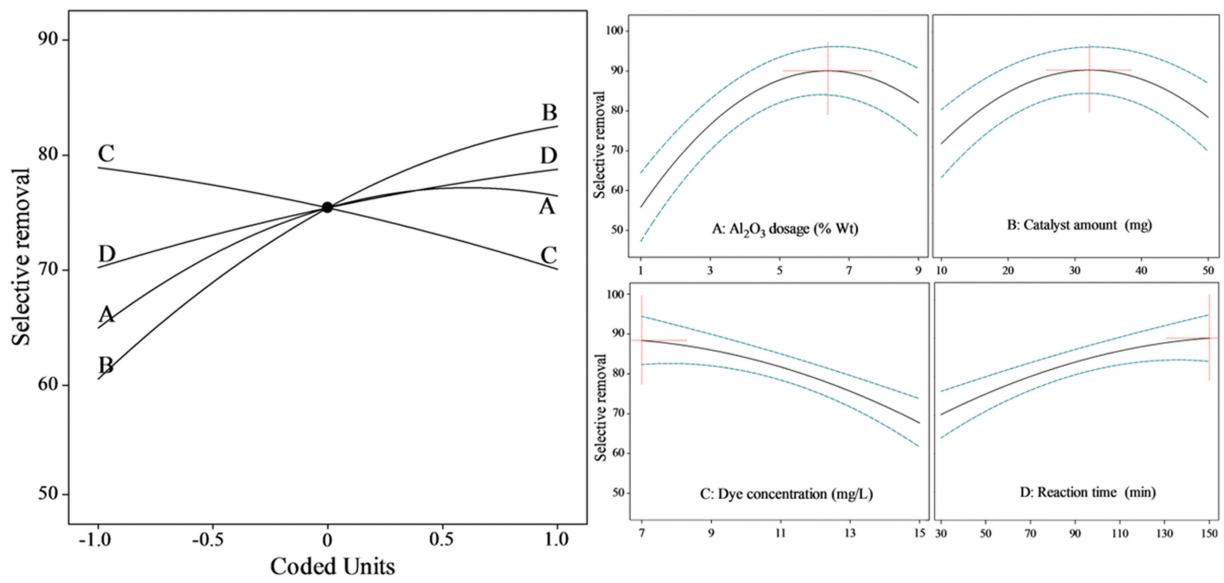 90
80
70
60
50
Selective removal
B
D
A
C
C
D
A
B
-1.0 -0.5 0 0.5 1.0
Coded Units
100
90
80
70
60
50
Selective removal
A: Al₂O₃ dosage (% Wt)
1 3 5 7 9
B: Catalyst amount (mg)
10 20 30 40 50
100
90
80
70
60
50
Selective removal
C: Dye concentration (mg/L)
7 9 11 13 15
D: Reaction time (min)
30 50 70 90 110 130 150